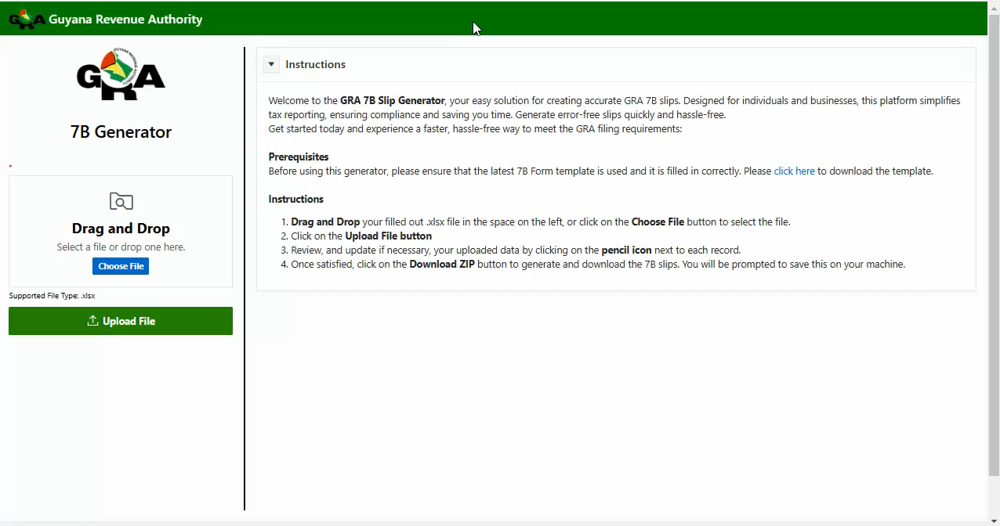 GRA Guyana Revenue Authority
GRA
7B Generator
*
Drag and Drop
Select a file or drop one here.
Choose File
Supported File Type: .xlsx
Upload File
Instructions
Welcome to the GRA 7B Slip Generator, your easy solution for creating accurate GRA 7B slips. Designed for individuals and businesses, this platform simplifies
tax reporting, ensuring compliance and saving you time. Generate error-free slips quickly and hassle-free.
Get started today and experience a faster, hassle-free way to meet the GRA filing requirements:
Prerequisites
Before using this generator, please ensure that the latest 7B Form template is used and it is filled in correctly. Please click here to download the template.
Instructions
1. Drag and Drop your filled out .xlsx file in the space on the left, or click on the Choose File button to select the file.
2. Click on the Upload File button
3. Review, and update if necessary, your uploaded data by clicking on the pencil icon next to each record.
4. Once satisfied, click on the Download ZIP button to generate and download the 7B slips. You will be prompted to save this on your machine.